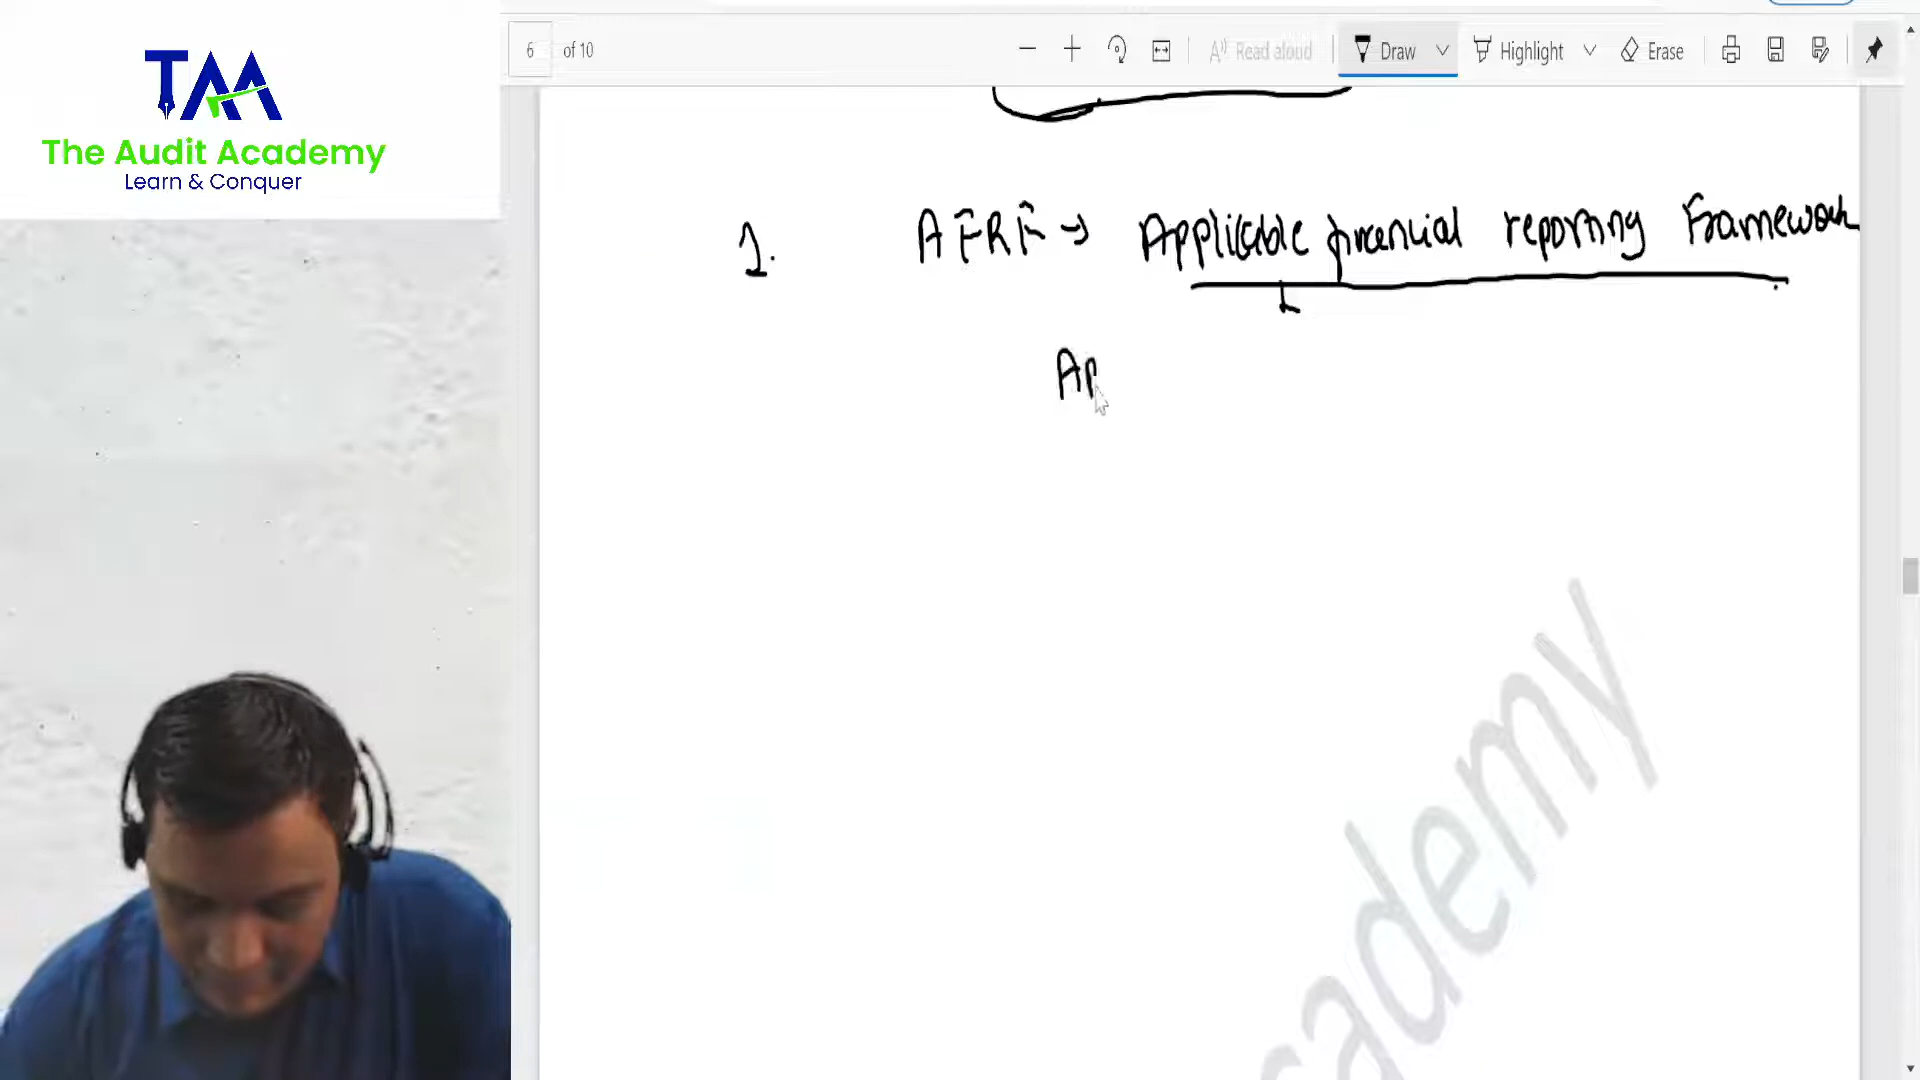 TAA
The Audit Academy
Learn & Conquer
6 of 10
Read aloud
Draw
Highlight
Erase
1. AFRF → Applicable financial reporting Framework
Ap
cademy